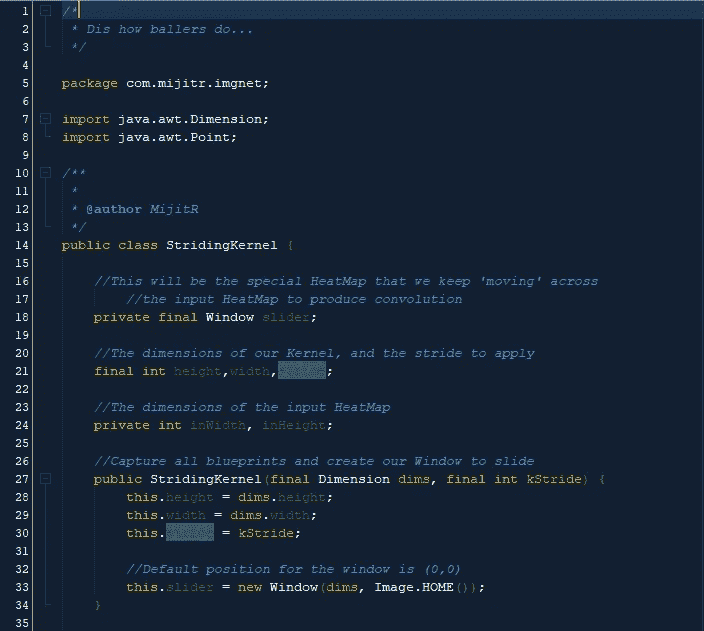 1 /*
2 * Dis how ballers do...
3 */
4
5 package com.mijitr.imgnet;
6
7 import java.awt.Dimension;
8 import java.awt.Point;
9
10 /**
11 *
12 * @author MijitR
13 */
14 public class StridingKernel {
15
16 //This will be the special HeatMap that we keep 'moving' across
17 //the input HeatMap to produce convolution
18 private final Window slider;
19
20 //The dimensions of our Kernel, and the stride to apply
21 final int height,width, ;
22
23 //The dimensions of the input HeatMap
24 private int inWidth, inHeight;
25
26 //Capture all blueprints and create our Window to slide
27 public StridingKernel(final Dimension dims, final int kStride) {
28 this.height = dims.height;
29 this.width = dims.width;
30 this. = kStride;
31
32 //Default position for the window is (0,0)
33 this.slider = new Window(dims, Image.HOME());
34 }
35